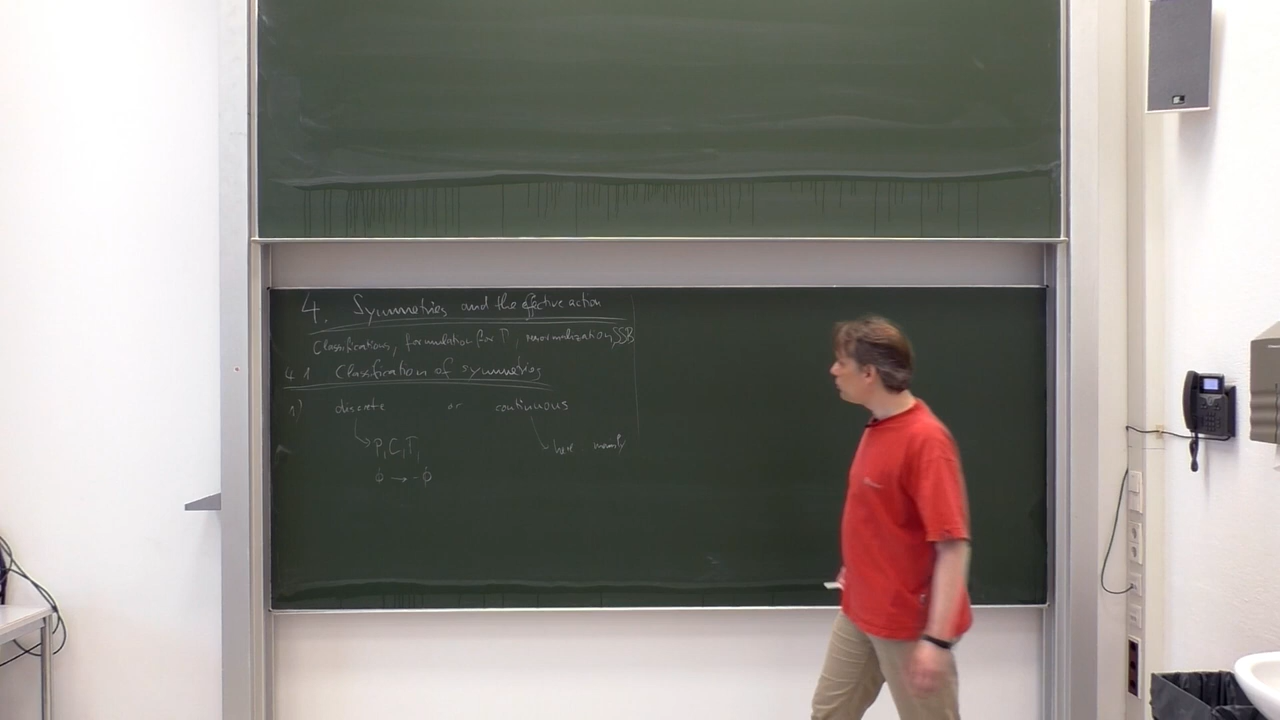 4. Symmetries and the effective action
Classifications, formulation for Γ, renormalization, SSB
4.1 Classification of symmetries
1) discrete or continuous
P, C, T, here mainly
ϕ → -ϕ